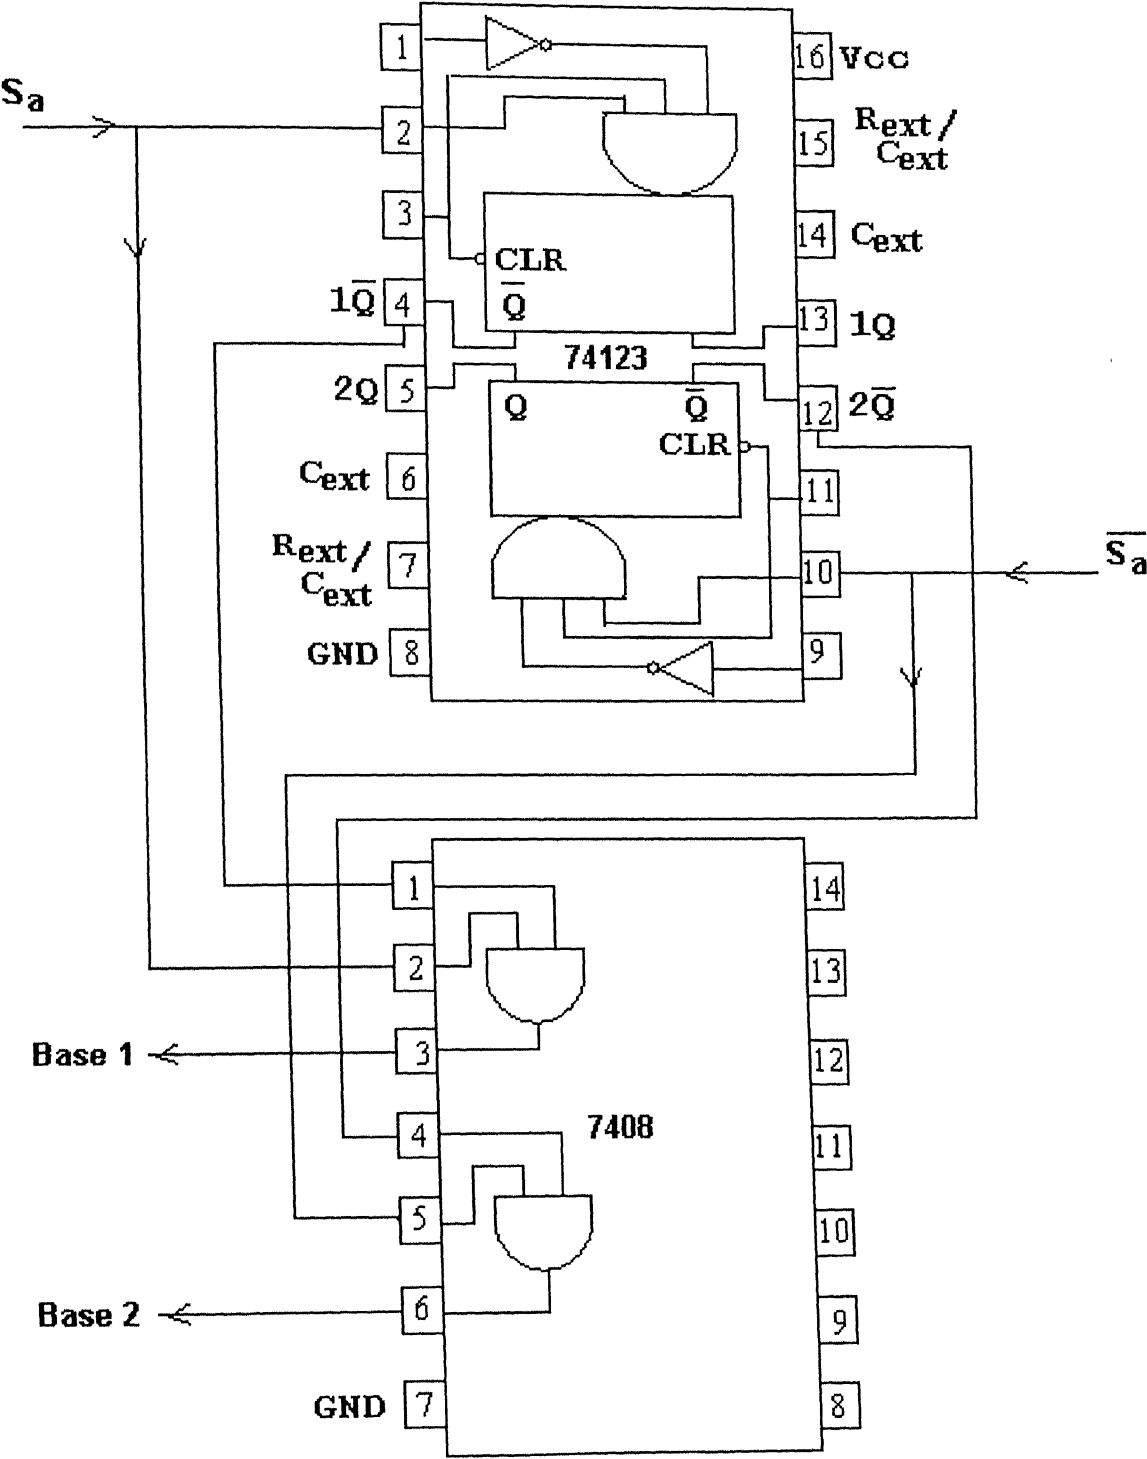 1
16 Vcc
Sa
2
15 Rext/Cext
3
14 Cext
CLR
Q̅
1Q̅ 4
13 1Q
74123
2Q 5
12 2Q̅
Q Q̅
CLR
Cext 6
11
S̅a̅
Rext/Cext 7
10
GND 8
9
1
14
2
13
Base 1
3
12
4
7408
11
5
10
Base 2
6
9
GND 7
8